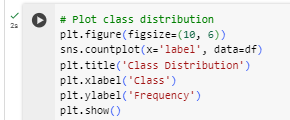 # Plot class distribution
2s
plt.figure(figsize=(10, 6))
sns.countplot(x='label', data=df)
plt.title('Class Distribution')
plt.xlabel('Class')
plt.ylabel('Frequency')
plt.show()